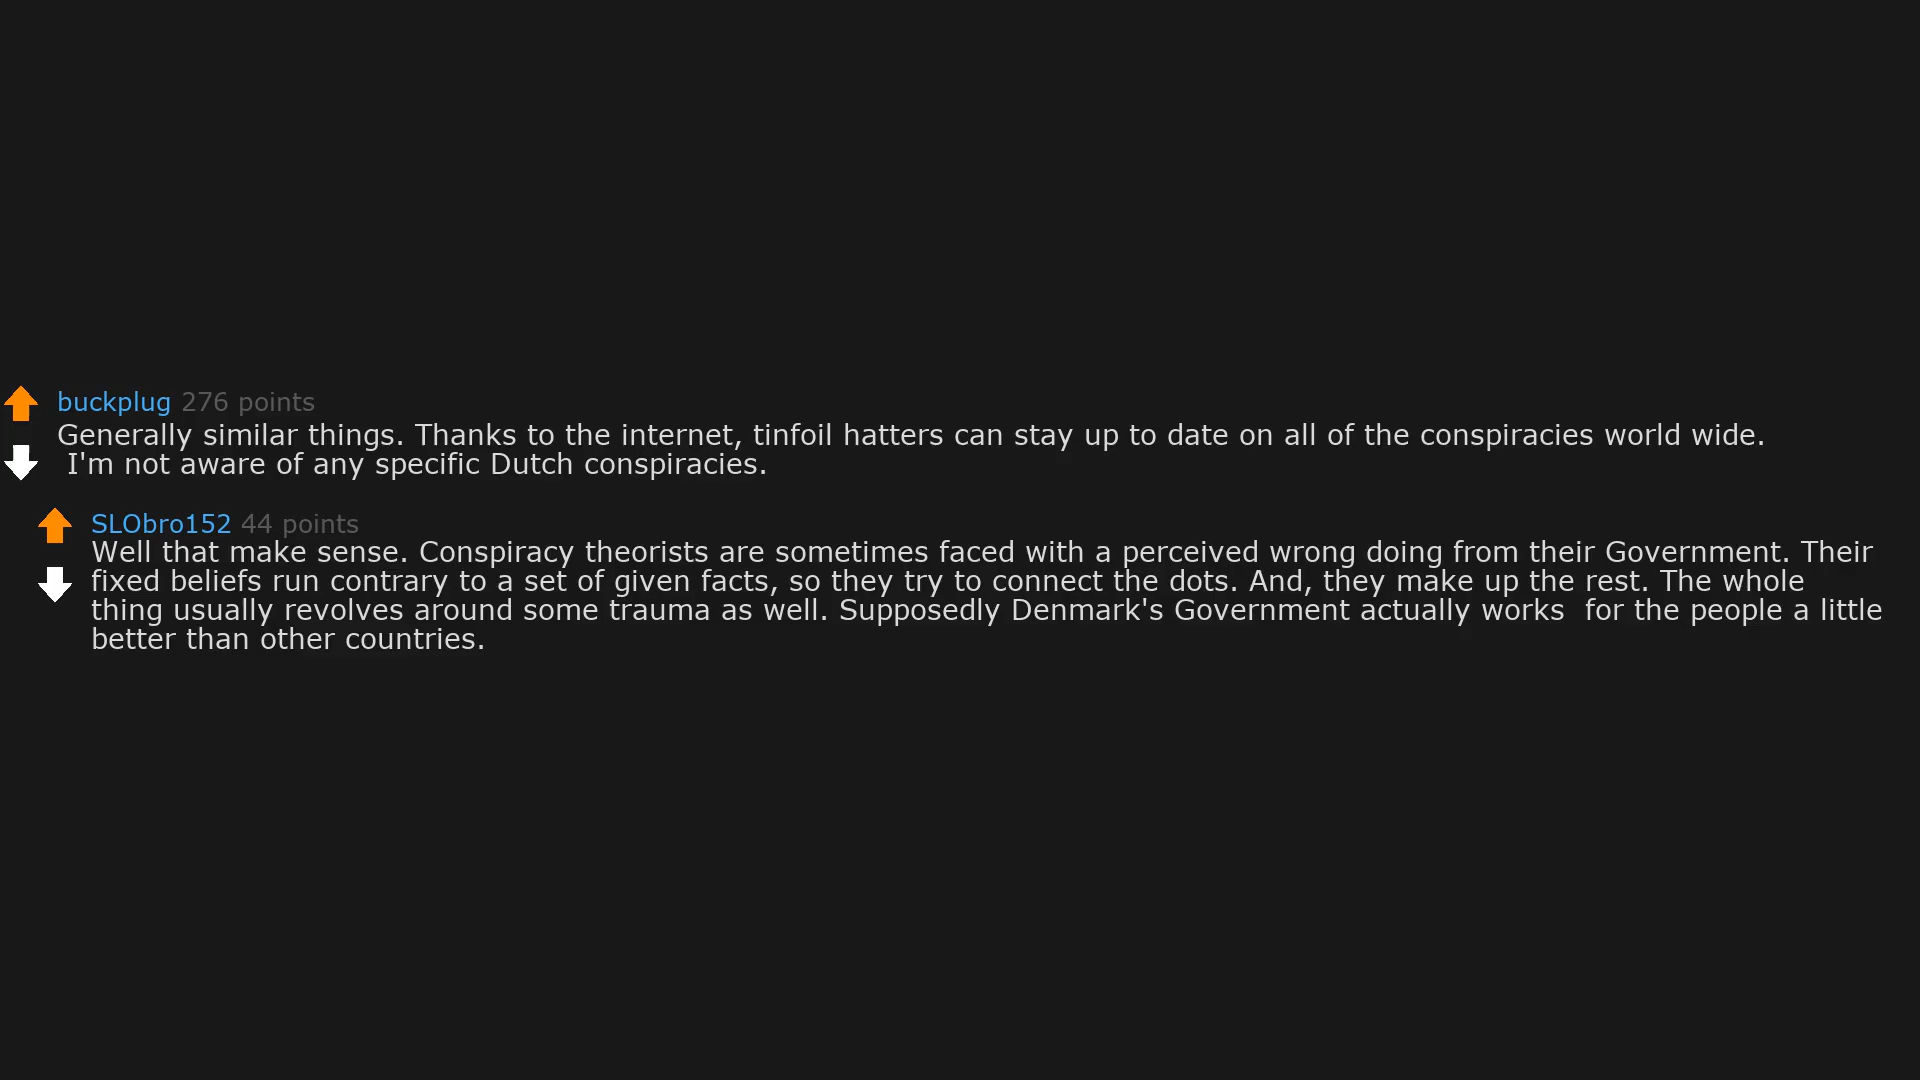 buckplug 276 points
Generally similar things. Thanks to the internet, tinfoil hatters can stay up to date on all of the conspiracies world wide.
I'm not aware of any specific Dutch conspiracies.
SLObro152 44 points
Well that make sense. Conspiracy theorists are sometimes faced with a perceived wrong doing from their Government. Their
fixed beliefs run contrary to a set of given facts, so they try to connect the dots. And, they make up the rest. The whole
thing usually revolves around some trauma as well. Supposedly Denmark's Government actually works  for the people a little
better than other countries.